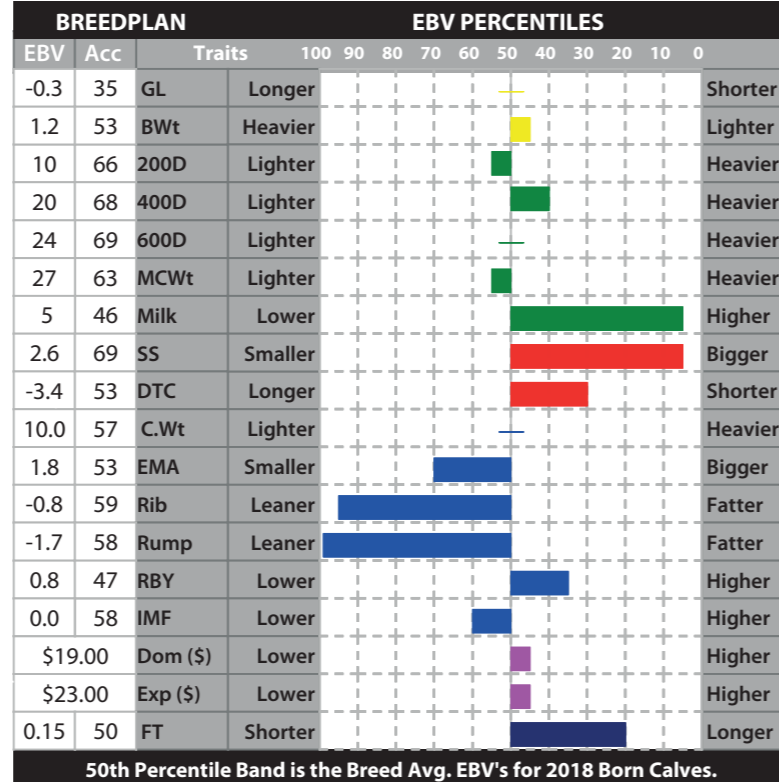 BREEDPLAN EBV PERCENTILES
EBV Acc Traits 100 90 80 70 60 50 40 30 20 10 0
-0.3 35 GL Longer Shorter
1.2 53 BWt Heavier Lighter
10 66 200D Lighter Heavier
20 68 400D Lighter Heavier
24 69 600D Lighter Heavier
27 63 MCWt Lighter Heavier
5 46 Milk Lower Higher
2.6 69 SS Smaller Bigger
-3.4 53 DTC Longer Shorter
10.0 57 C.Wt Lighter Heavier
1.8 53 EMA Smaller Bigger
-0.8 59 Rib Leaner Fatter
-1.7 58 Rump Leaner Fatter
0.8 47 RBY Lower Higher
0.0 58 IMF Lower Higher
$19.00 Dom ($) Lower Higher
$23.00 Exp ($) Lower Higher
0.15 50 FT Shorter Longer
50th Percentile Band is the Breed Avg. EBV's for 2018 Born Calves.